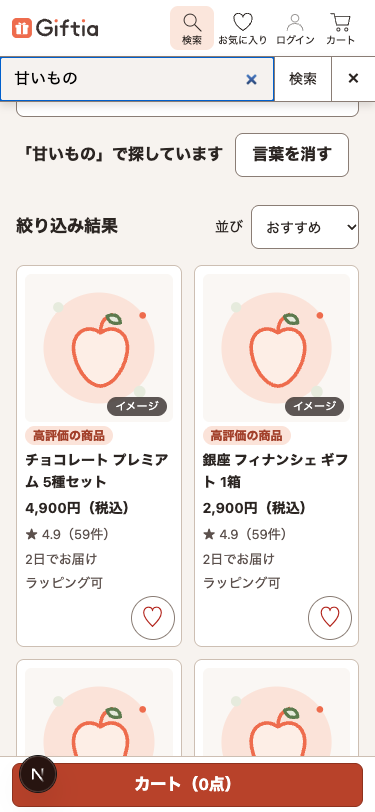 Giftia
検索
お気に入り
ログイン
カート
甘いもの
検索
「甘いもの」で探しています
言葉を消す
絞り込み結果
並び
おすすめ
イメージ
高評価の商品
チョコレート プレミア
ム 5種セット
4,900円（税込）
★ 4.9（59件）
2日でお届け
ラッピング可
イメージ
高評価の商品
銀座 フィナンシェ ギフ
ト 1箱
2,900円（税込）
★ 4.9（59件）
2日でお届け
ラッピング可
N
カート（0点）